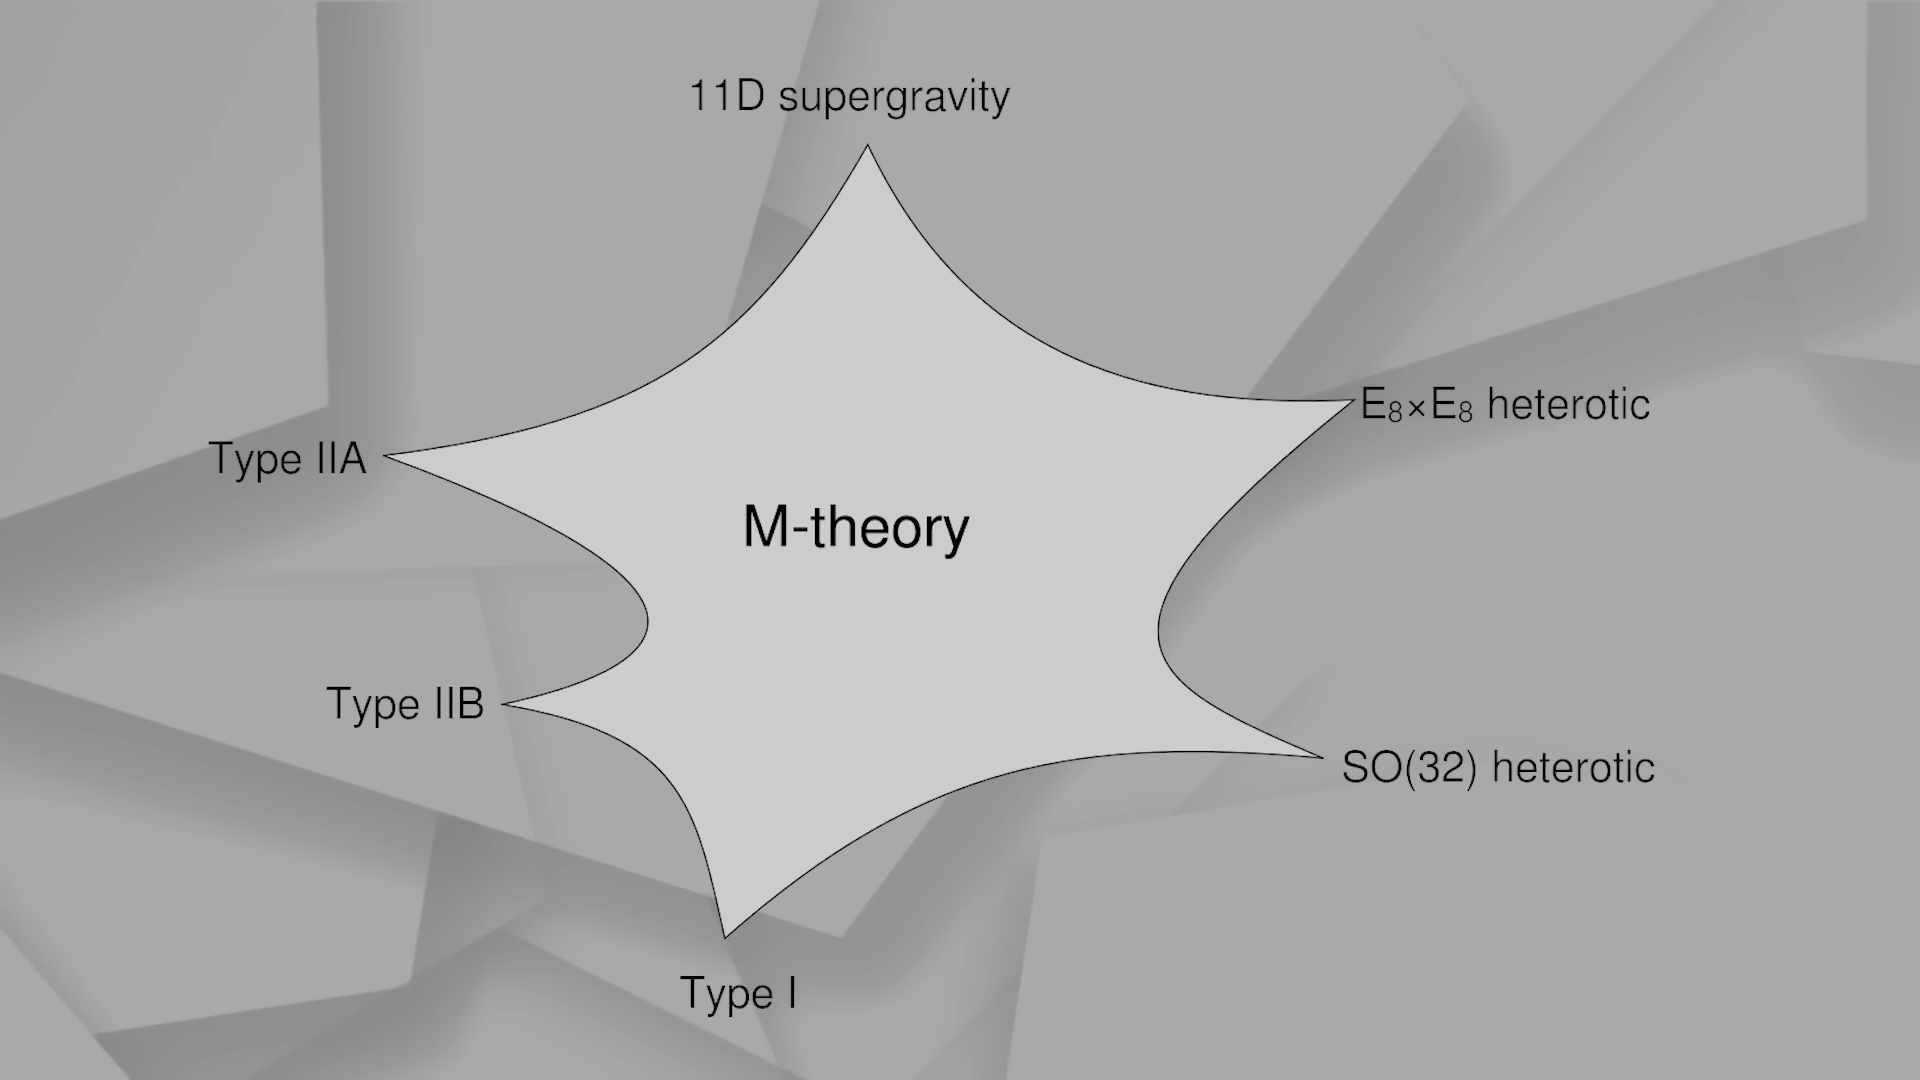 11D supergravity
E₈×E₈ heterotic
Type IIA
M-theory
Type IIB
SO(32) heterotic
Type I